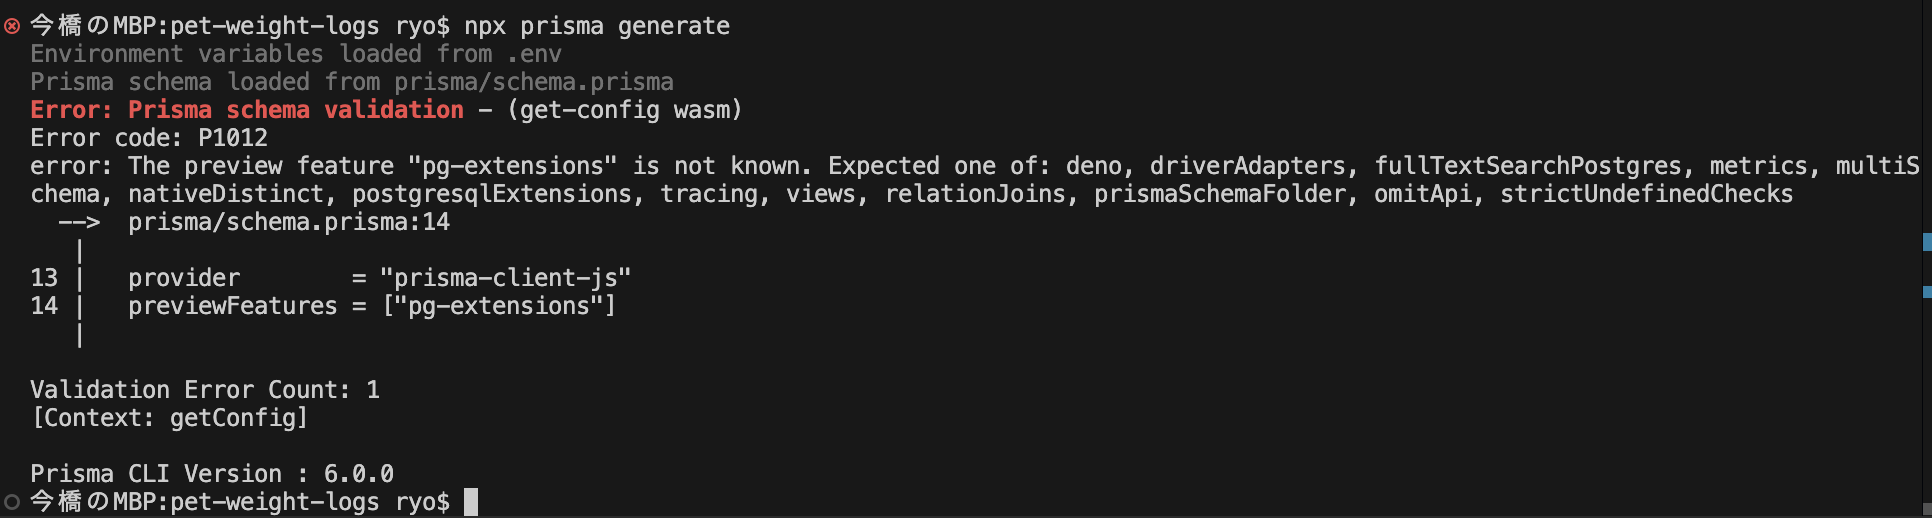 今橋のMBP:pet-weight-logs ryo$ npx prisma generate
Environment variables loaded from .env
Prisma schema loaded from prisma/schema.prisma
Error: Prisma schema validation - (get-config wasm)
Error code: P1012
error: The preview feature "pg-extensions" is not known. Expected one of: deno, driverAdapters, fullTextSearchPostgres, metrics, multiS
chema, nativeDistinct, postgresqlExtensions, tracing, views, relationJoins, prismaSchemaFolder, omitApi, strictUndefinedChecks
  -->  prisma/schema.prisma:14
   |
13 |   provider        = "prisma-client-js"
14 |   previewFeatures = ["pg-extensions"]
   |
Validation Error Count: 1
[Context: getConfig]
Prisma CLI Version : 6.0.0
今橋のMBP:pet-weight-logs ryo$